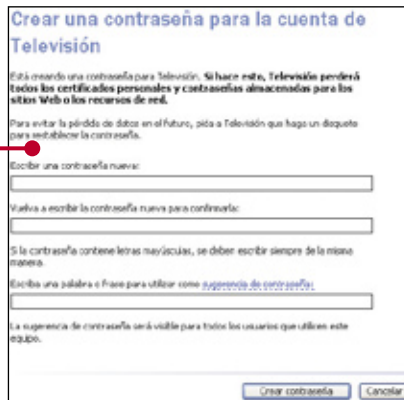 Crear una contraseña para la cuenta de
Televisión
Está creando una contraseña para Televisión. Si hace esto, Televisión perderá
todos los certificados personales y contraseñas almacenadas para los
sitios Web o los recursos de red.
Para evitar la pérdida de datos en el futuro, pida a Televisión que haga un disquete
para restablecer la contraseña.
Escribir una contraseña nueva:
Vuelva a escribir la contraseña nueva para confirmarla:
Si la contraseña contiene letras mayúsculas, se deben escribir siempre de la misma
manera.
Escriba una palabra o frase para utilizar como sugerencia de contraseña:
La sugerencia de contraseña será visible para todos los usuarios que utilicen este
equipo.
Crear contraseña Cancelar